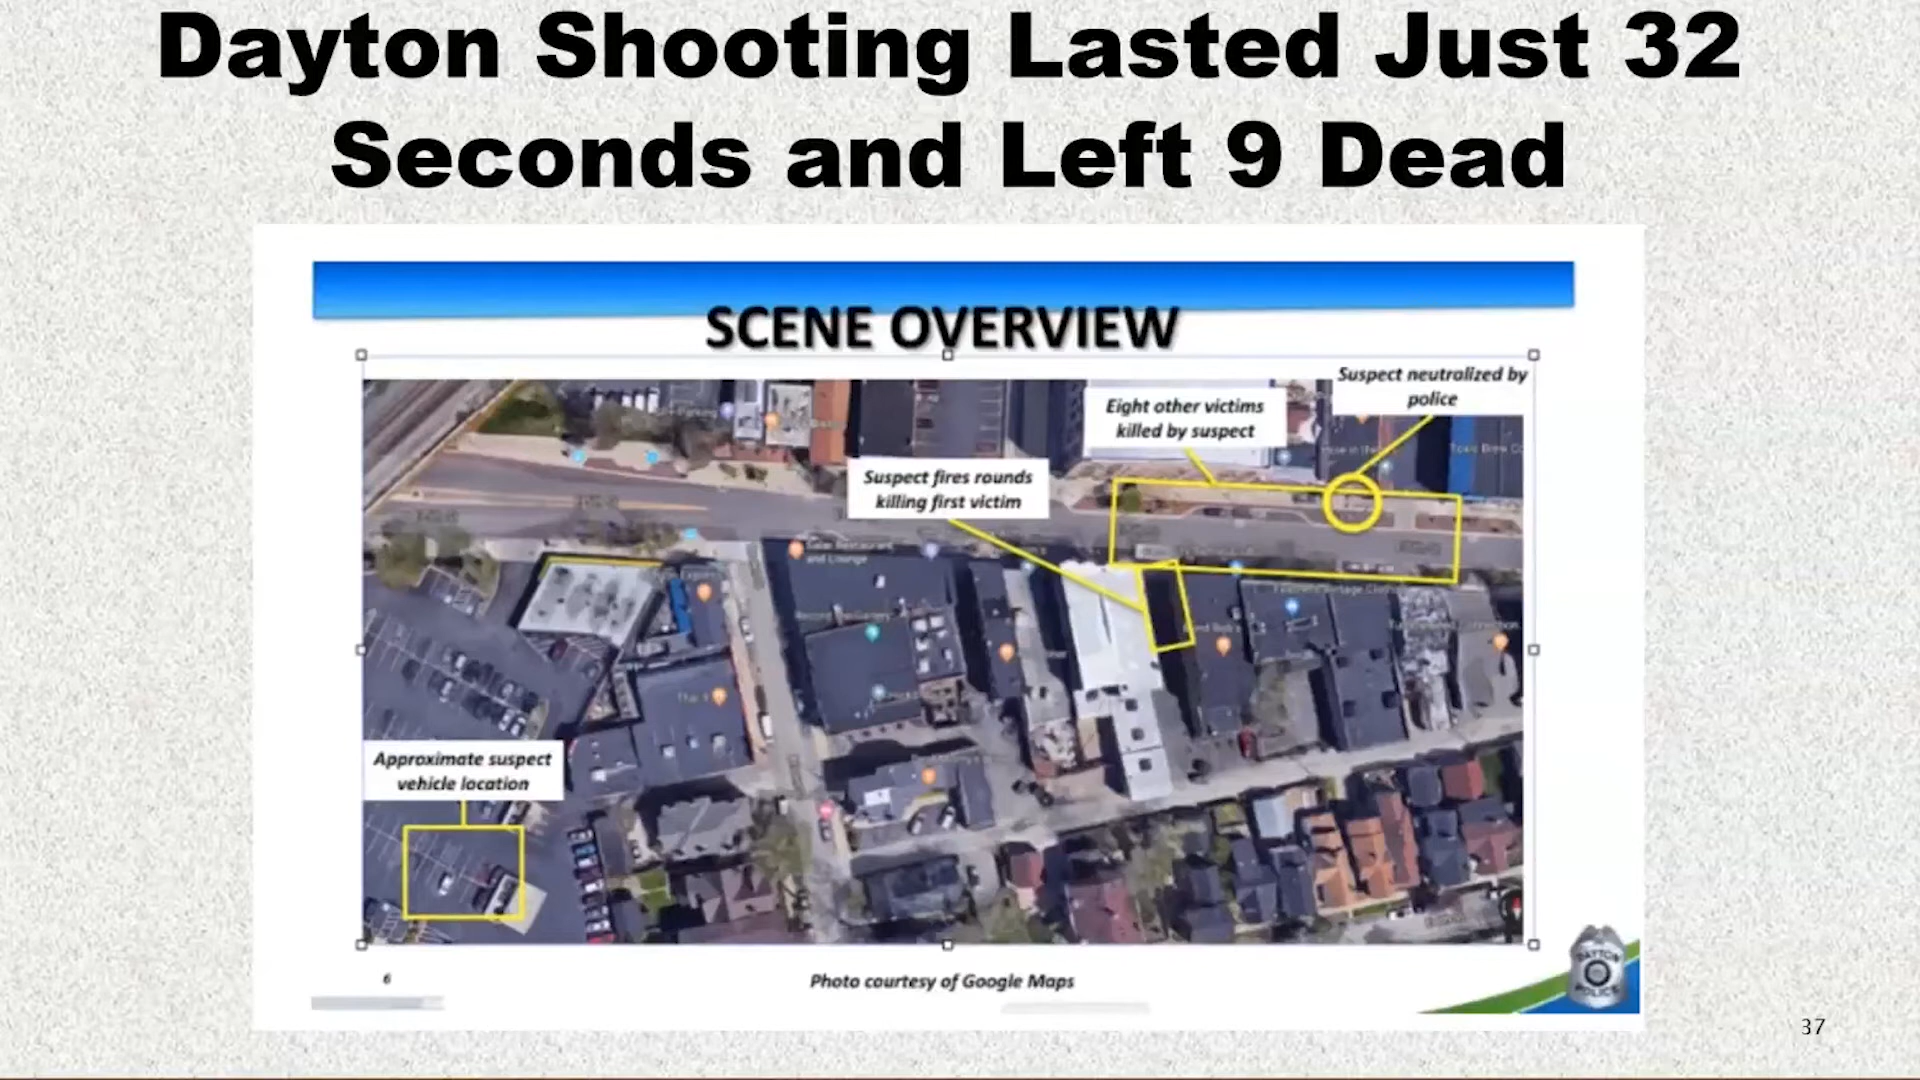 Dayton Shooting Lasted Just 32
Seconds and Left 9 Dead
SCENE OVERVIEW
Suspect neutralized by
police
Eight other victims
killed by suspect
Suspect fires rounds
killing first victim
Approximate suspect
vehicle location
6
Photo courtesy of Google Maps
DAYTON
POLICE
37